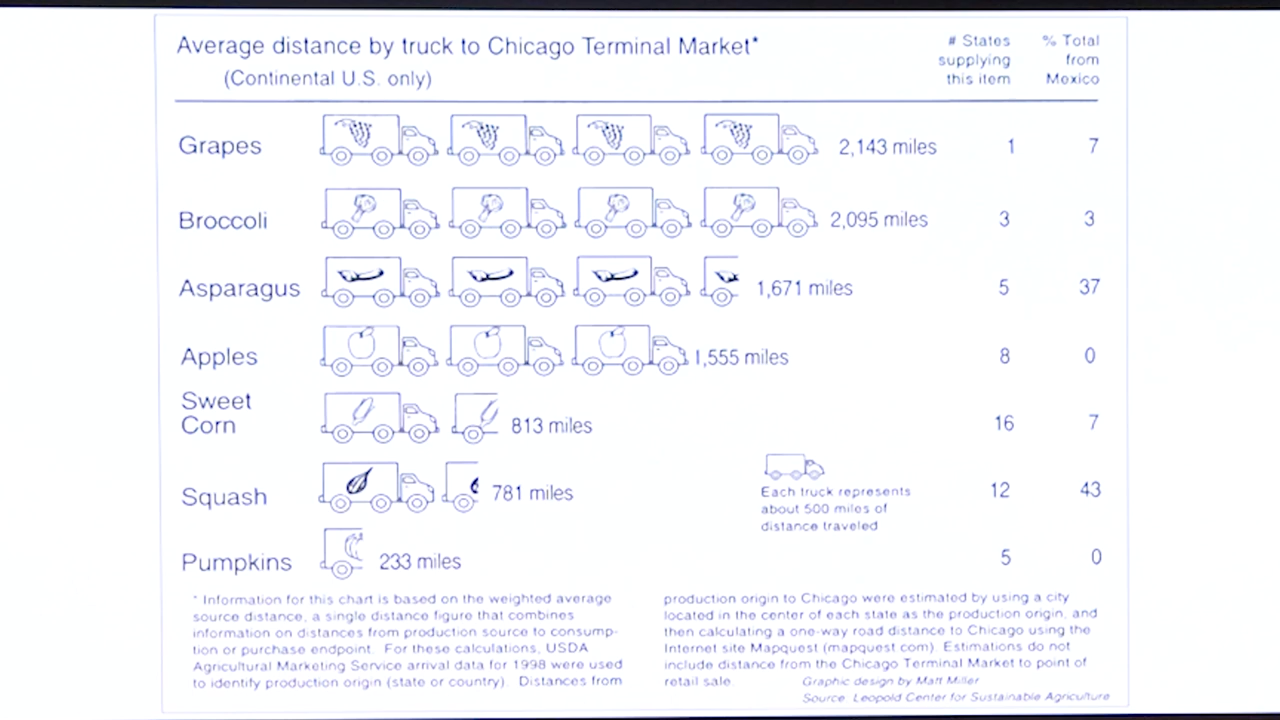 Average distance by truck to Chicago Terminal Market*
(Continental U.S. only)
# States
supplying
this item
% Total
from
Mexico
Grapes 2,143 miles 1 7
Broccoli 2,095 miles 3 3
Asparagus 1,671 miles 5 37
Apples 1,555 miles 8 0
Sweet
Corn 813 miles 16 7
Squash 781 miles 12 43
Each truck represents
about 500 miles of
distance traveled
Pumpkins 233 miles 5 0
* Information for this chart is based on the weighted average
source distance, a single distance figure that combines
information on distances from production source to consump-
tion or purchase endpoint. For these calculations, USDA
Agricultural Marketing Service arrival data for 1998 were used
to identify production origin (state or country). Distances from
production origin to Chicago were estimated by using a city
located in the center of each state as the production origin, and
then calculating a one-way road distance to Chicago using the
Internet site Mapquest (mapquest.com). Estimations do not
include distance from the Chicago Terminal Market to point of
retail sale.
Graphic design by Matt Miller
Source: Leopold Center for Sustainable Agriculture